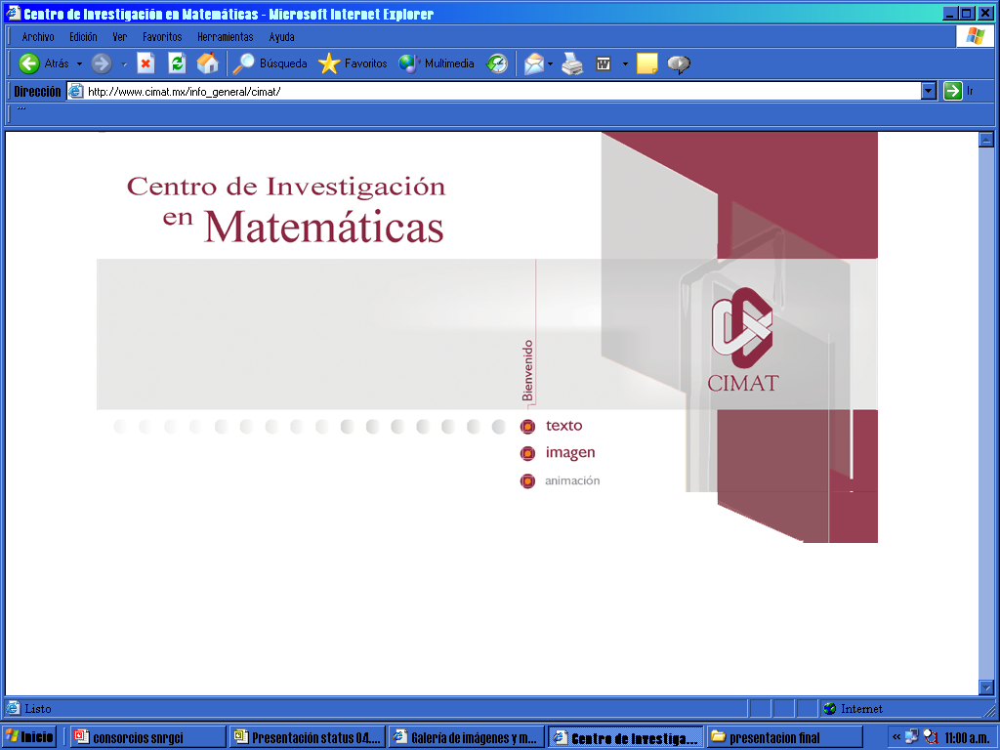 Centro de Investigación en Matemáticas - Microsoft Internet Explorer
Archivo Edición Ver Favoritos Herramientas Ayuda
Atrás Búsqueda Favoritos Multimedia
Dirección http://www.cimat.mx/info_general/cimat/ Ir
Centro de Investigación
en Matemáticas
Bienvenido
CIMAT
texto
imagen
animación
Listo Internet
Inicio consorcios snrgci Presentación status 04.... Galería de imágenes y m... Centro de Investiga... presentacion final « 11:00 a.m.